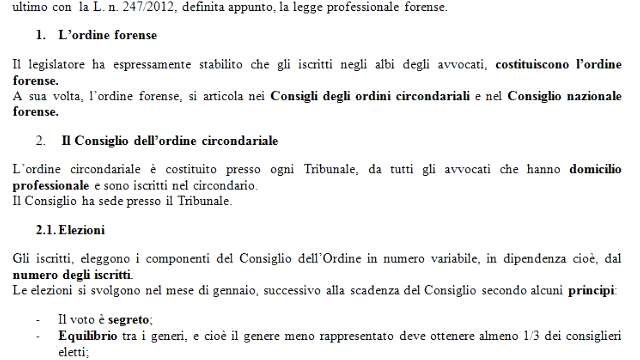 ultimo con la L. n. 247/2012, definita appunto, la legge professionale forense.
1. L'ordine forense
Il legislatore ha espressamente stabilito che gli iscritti negli albi degli avvocati, costituiscono l'ordine
forense.
A sua volta, l'ordine forense, si articola nei Consigli degli ordini circondariali e nel Consiglio nazionale
forense.
2. Il Consiglio dell'ordine circondariale
L'ordine circondariale è costituito presso ogni Tribunale, da tutti gli avvocati che hanno domicilio
professionale e sono iscritti nel circondario.
Il Consiglio ha sede presso il Tribunale.
2.1. Elezioni
Gli iscritti, eleggono i componenti del Consiglio dell'Ordine in numero variabile, in dipendenza cioè, dal
numero degli iscritti.
Le elezioni si svolgono nel mese di gennaio, successivo alla scadenza del Consiglio secondo alcuni principi:
- Il voto è segreto;
- Equilibrio tra i generi, e cioè il genere meno rappresentato deve ottenere almeno 1/3 dei consiglieri
eletti;